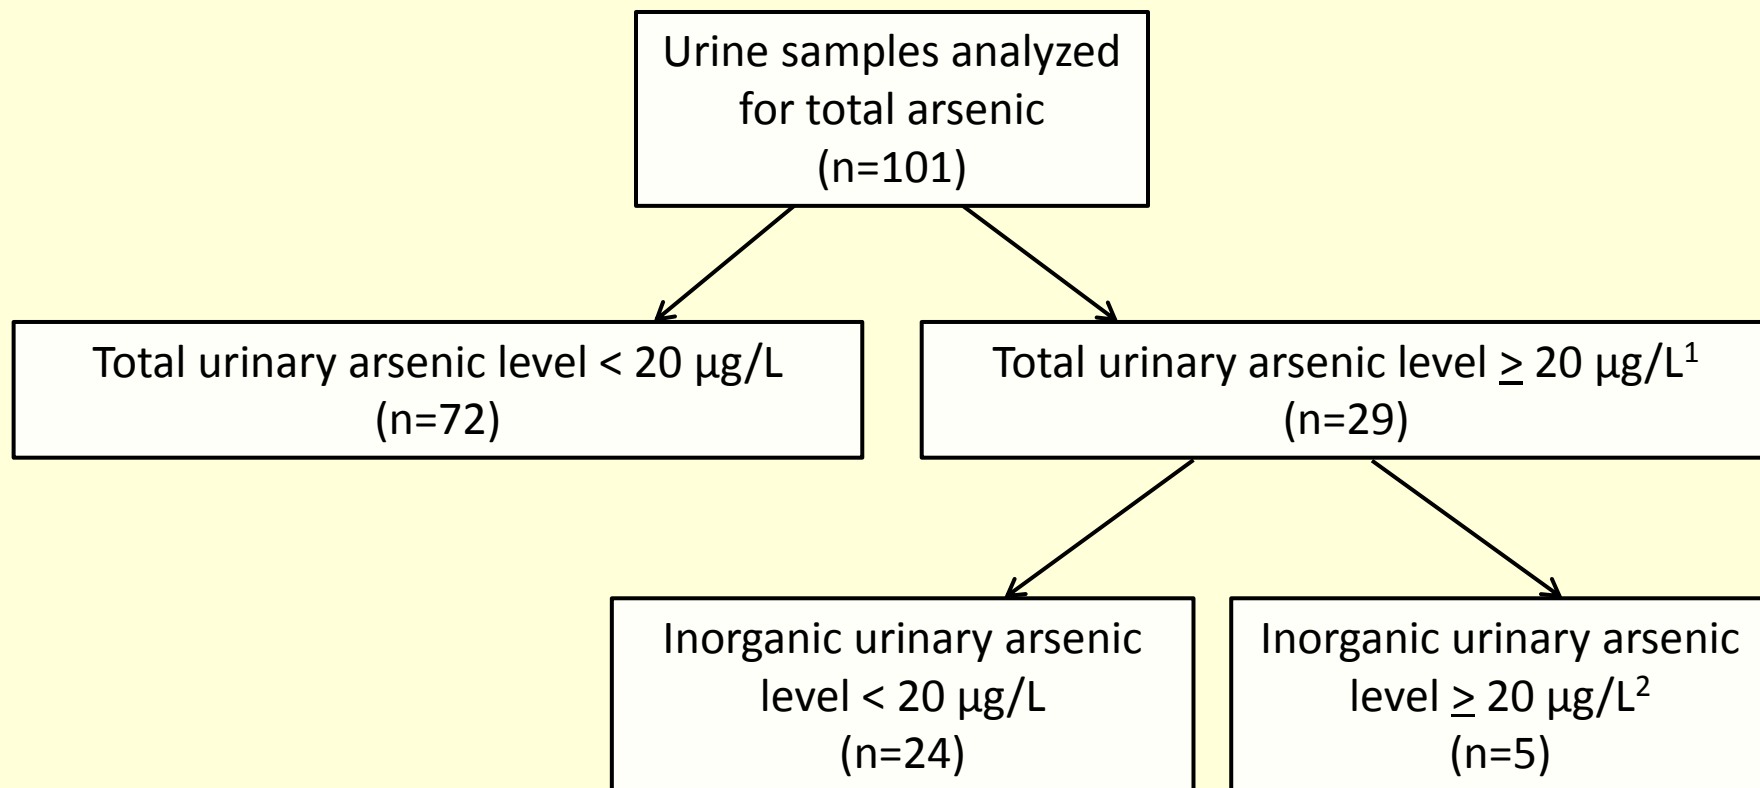 Urine samples analyzed
for total arsenic
(n=101)
Total urinary arsenic level < 20 µg/L
(n=72)
Total urinary arsenic level ≥ 20 µg/L¹
(n=29)
Inorganic urinary arsenic
level < 20 µg/L
(n=24)
Inorganic urinary arsenic
level ≥ 20 µg/L²
(n=5)